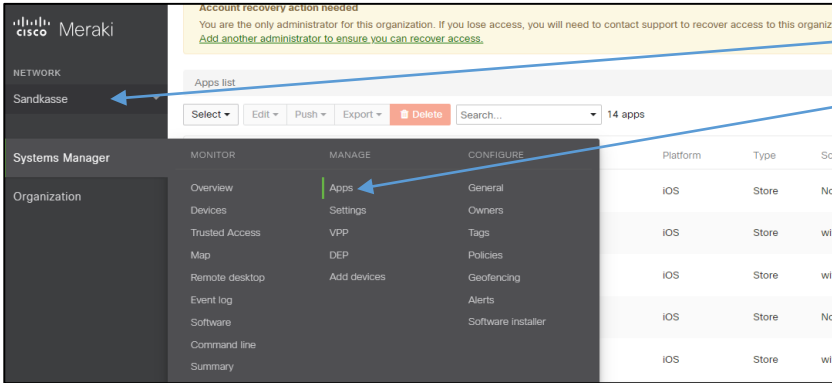 Account recovery action needed
You are the only administrator for this organization. If you lose access, you will need to contact support to recover access to this
Add another administrator to ensure you can recover access.
cisco Meraki
NETWORK
Sandkasse
Apps list
Select Edit Push Export Delete Search... 14 apps
Systems Manager
Organization
MONITOR MANAGE CONFIGURE Platform Type
Overview Apps General iOS Store
Devices Settings Owners
Trusted Access VPP Tags iOS Store
Map DEP Policies
Remote desktop Add devices Geofencing iOS Store
Event log Alerts
Software Software installer iOS Store
Command line
Summary iOS Store